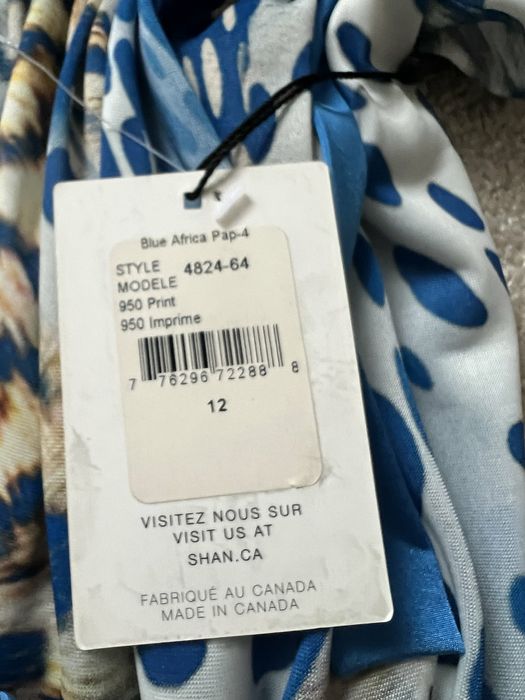 Blue Africa Pap-4
STYLE 4824-64
MODELE
950 Print
950 Imprime
7 76296 72288 8
12
VISITEZ NOUS SUR
VISIT US AT
SHAN.CA
FABRIQUÉ AU CANADA
MADE IN CANADA